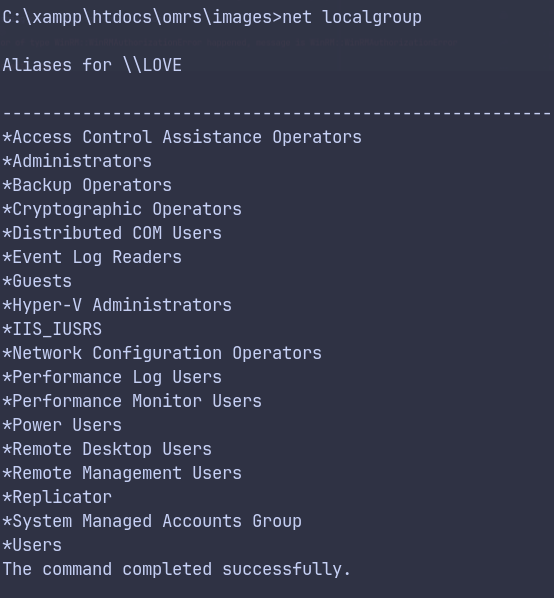 C:\xampp\htdocs\omrs\images>net localgroup
Aliases for \\LOVE
-------------------------------------------------------
*Access Control Assistance Operators
*Administrators
*Backup Operators
*Cryptographic Operators
*Distributed COM Users
*Event Log Readers
*Guests
*Hyper-V Administrators
*IIS_IUSRS
*Network Configuration Operators
*Performance Log Users
*Performance Monitor Users
*Power Users
*Remote Desktop Users
*Remote Management Users
*Replicator
*System Managed Accounts Group
*Users
The command completed successfully.